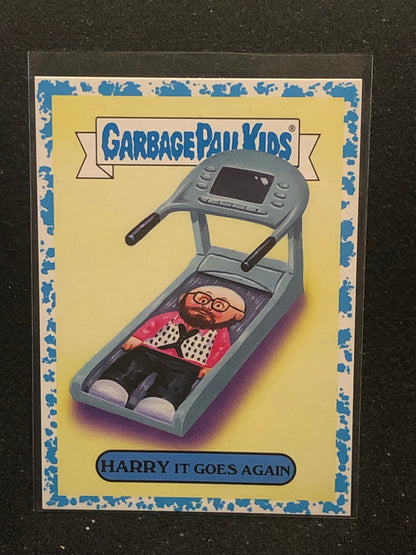 GARBAGE PAIL KIDS®
HARRY IT GOES AGAIN